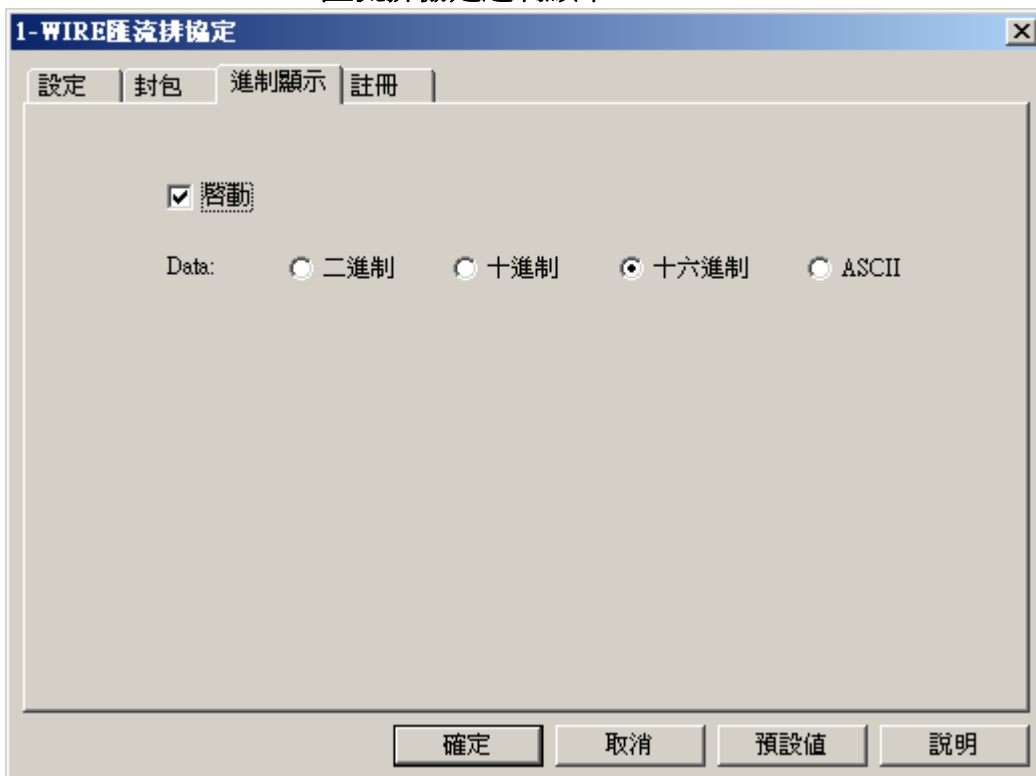 1-WIRE匯流排協定
設定 封包 進制顯示 註冊
啓動
Data: 二進制 十進制 十六進制 ASCII
確定 取消 預設值 說明